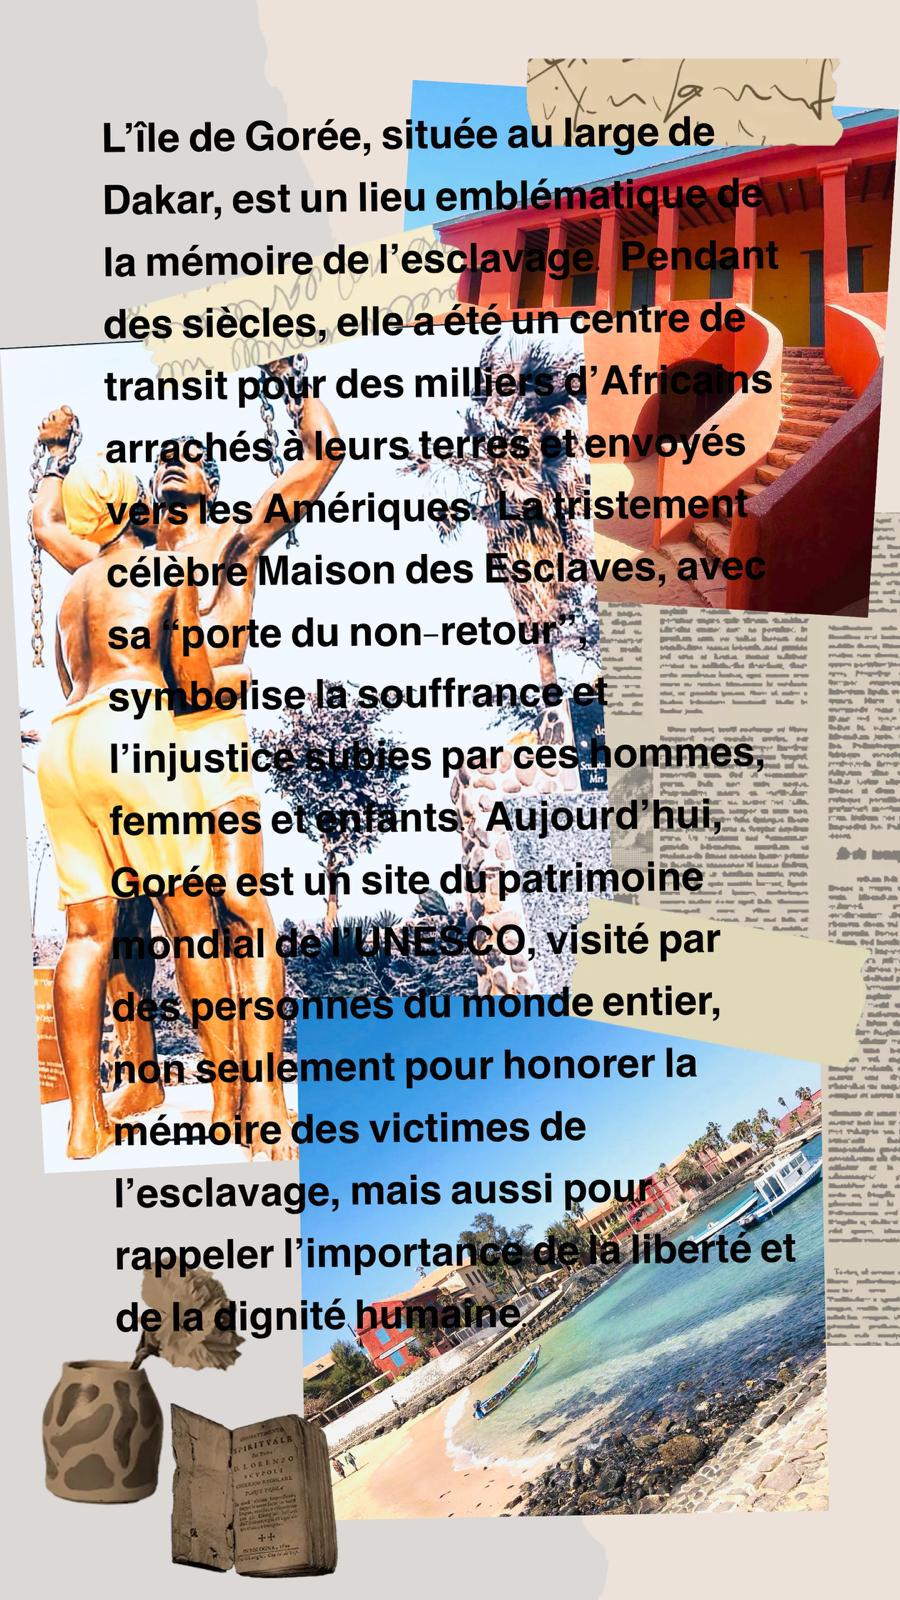 L’île de Gorée, située au large de
Dakar, est un lieu emblématique de
la mémoire de l’esclavage. Pendant
des siècles, elle a été un centre de
transit pour des milliers d’Africains
arrachés à leurs terres et envoyés
vers les Amériques. La tristement
célèbre Maison des Esclaves, avec
sa “porte du non-retour”,
symbolise la souffrance et
l’injustice subies par ces hommes,
femmes et enfants. Aujourd’hui,
Gorée est un site du patrimoine
mondial de l’UNESCO, visité par
des personnes du monde entier,
non seulement pour honorer la
mémoire des victimes de
l’esclavage, mais aussi pour
rappeler l’importance de la liberté et
de la dignité humaine.
SPIRITVALE
D. LORENZO
SCVPOLI